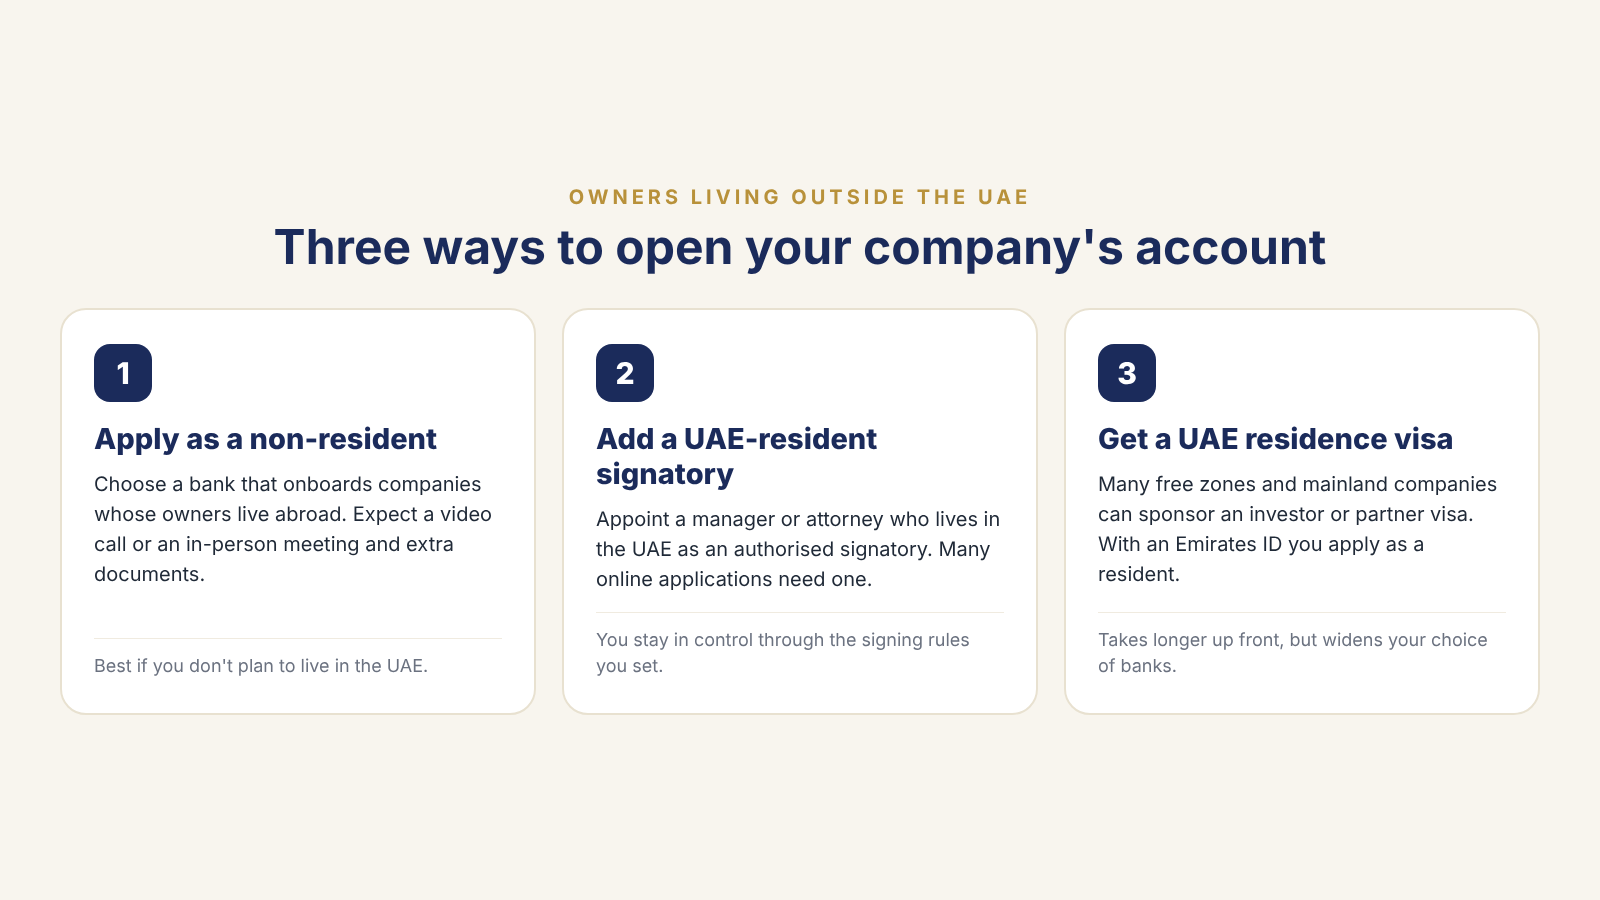 OWNERS LIVING OUTSIDE THE UAE
Three ways to open your company's account
1
Apply as a non-resident
Choose a bank that onboards companies
whose owners live abroad. Expect a video
call or an in-person meeting and extra
documents.
Best if you don't plan to live in the UAE.
2
Add a UAE-resident
signatory
Appoint a manager or attorney who lives in
the UAE as an authorised signatory. Many
online applications need one.
You stay in control through the signing rules
you set.
3
Get a UAE residence visa
Many free zones and mainland companies
can sponsor an investor or partner visa.
With an Emirates ID you apply as a
resident.
Takes longer up front, but widens your choice
of banks.